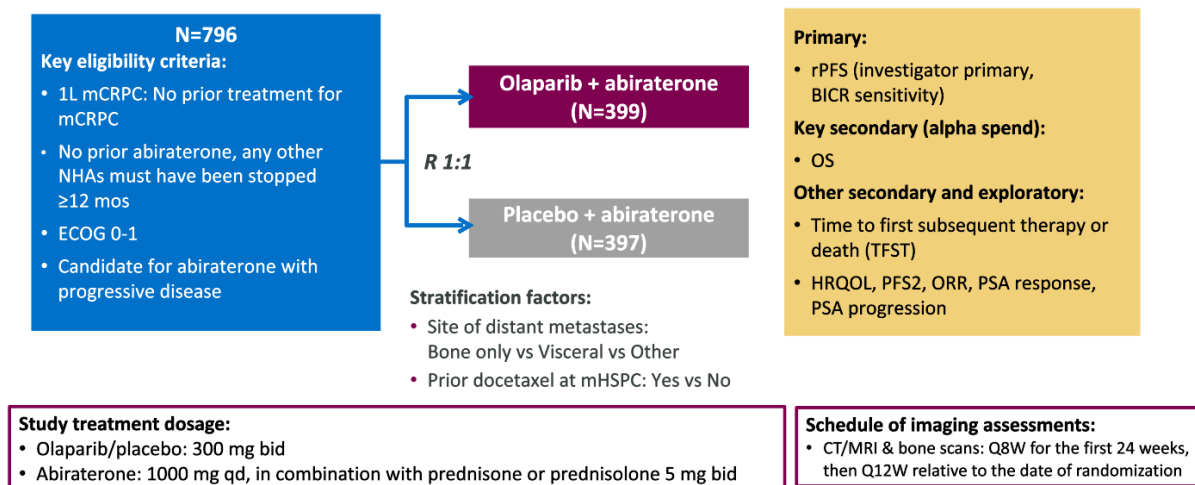 N=796
Key eligibility criteria:
• 1L mCRPC: No prior treatment for
mCRPC
• No prior abiraterone, any other
NHAs must have been stopped
≥12 mos
• ECOG 0-1
• Candidate for abiraterone with
progressive disease
R 1:1
Olaparib + abiraterone
(N=399)
Placebo + abiraterone
(N=397)
Stratification factors:
• Site of distant metastases:
Bone only vs Visceral vs Other
• Prior docetaxel at mHSPC: Yes vs No
Primary:
• rPFS (investigator primary,
BICR sensitivity)
Key secondary (alpha spend):
• OS
Other secondary and exploratory:
• Time to first subsequent therapy or
death (TFST)
• HRQOL, PFS2, ORR, PSA response,
PSA progression
Study treatment dosage:
• Olaparib/placebo: 300 mg bid
• Abiraterone: 1000 mg qd, in combination with prednisone or prednisolone 5 mg bid
Schedule of imaging assessments:
• CT/MRI & bone scans: Q8W for the first 24 weeks,
then Q12W relative to the date of randomization